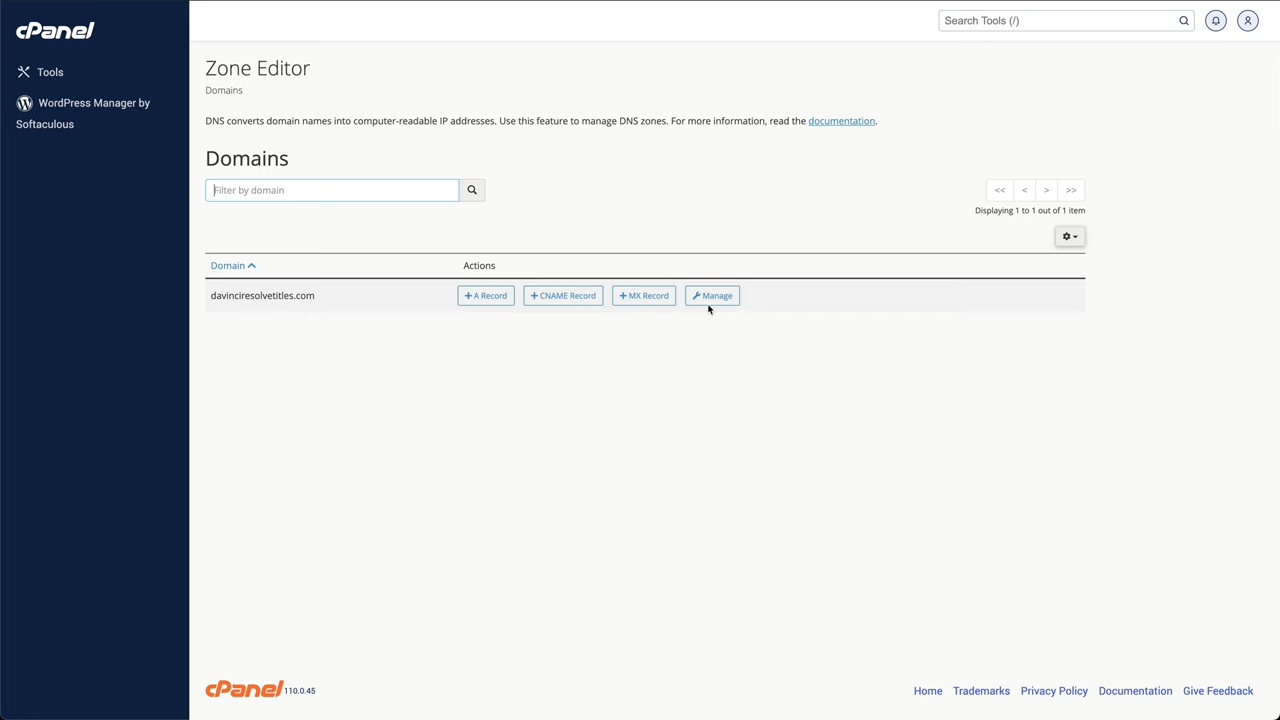 cPanel
Search Tools (/)
Tools
WordPress Manager by
Softaculous
Zone Editor
Domains
DNS converts domain names into computer-readable IP addresses. Use this feature to manage DNS zones. For more information, read the documentation.
Domains
Filter by domain
<< < > >>
Displaying 1 to 1 out of 1 item
Domain Actions
davinciresolvetitles.com + A Record + CNAME Record + MX Record Manage
cPanel 110.0.45 Home Trademarks Privacy Policy Documentation Give Feedback